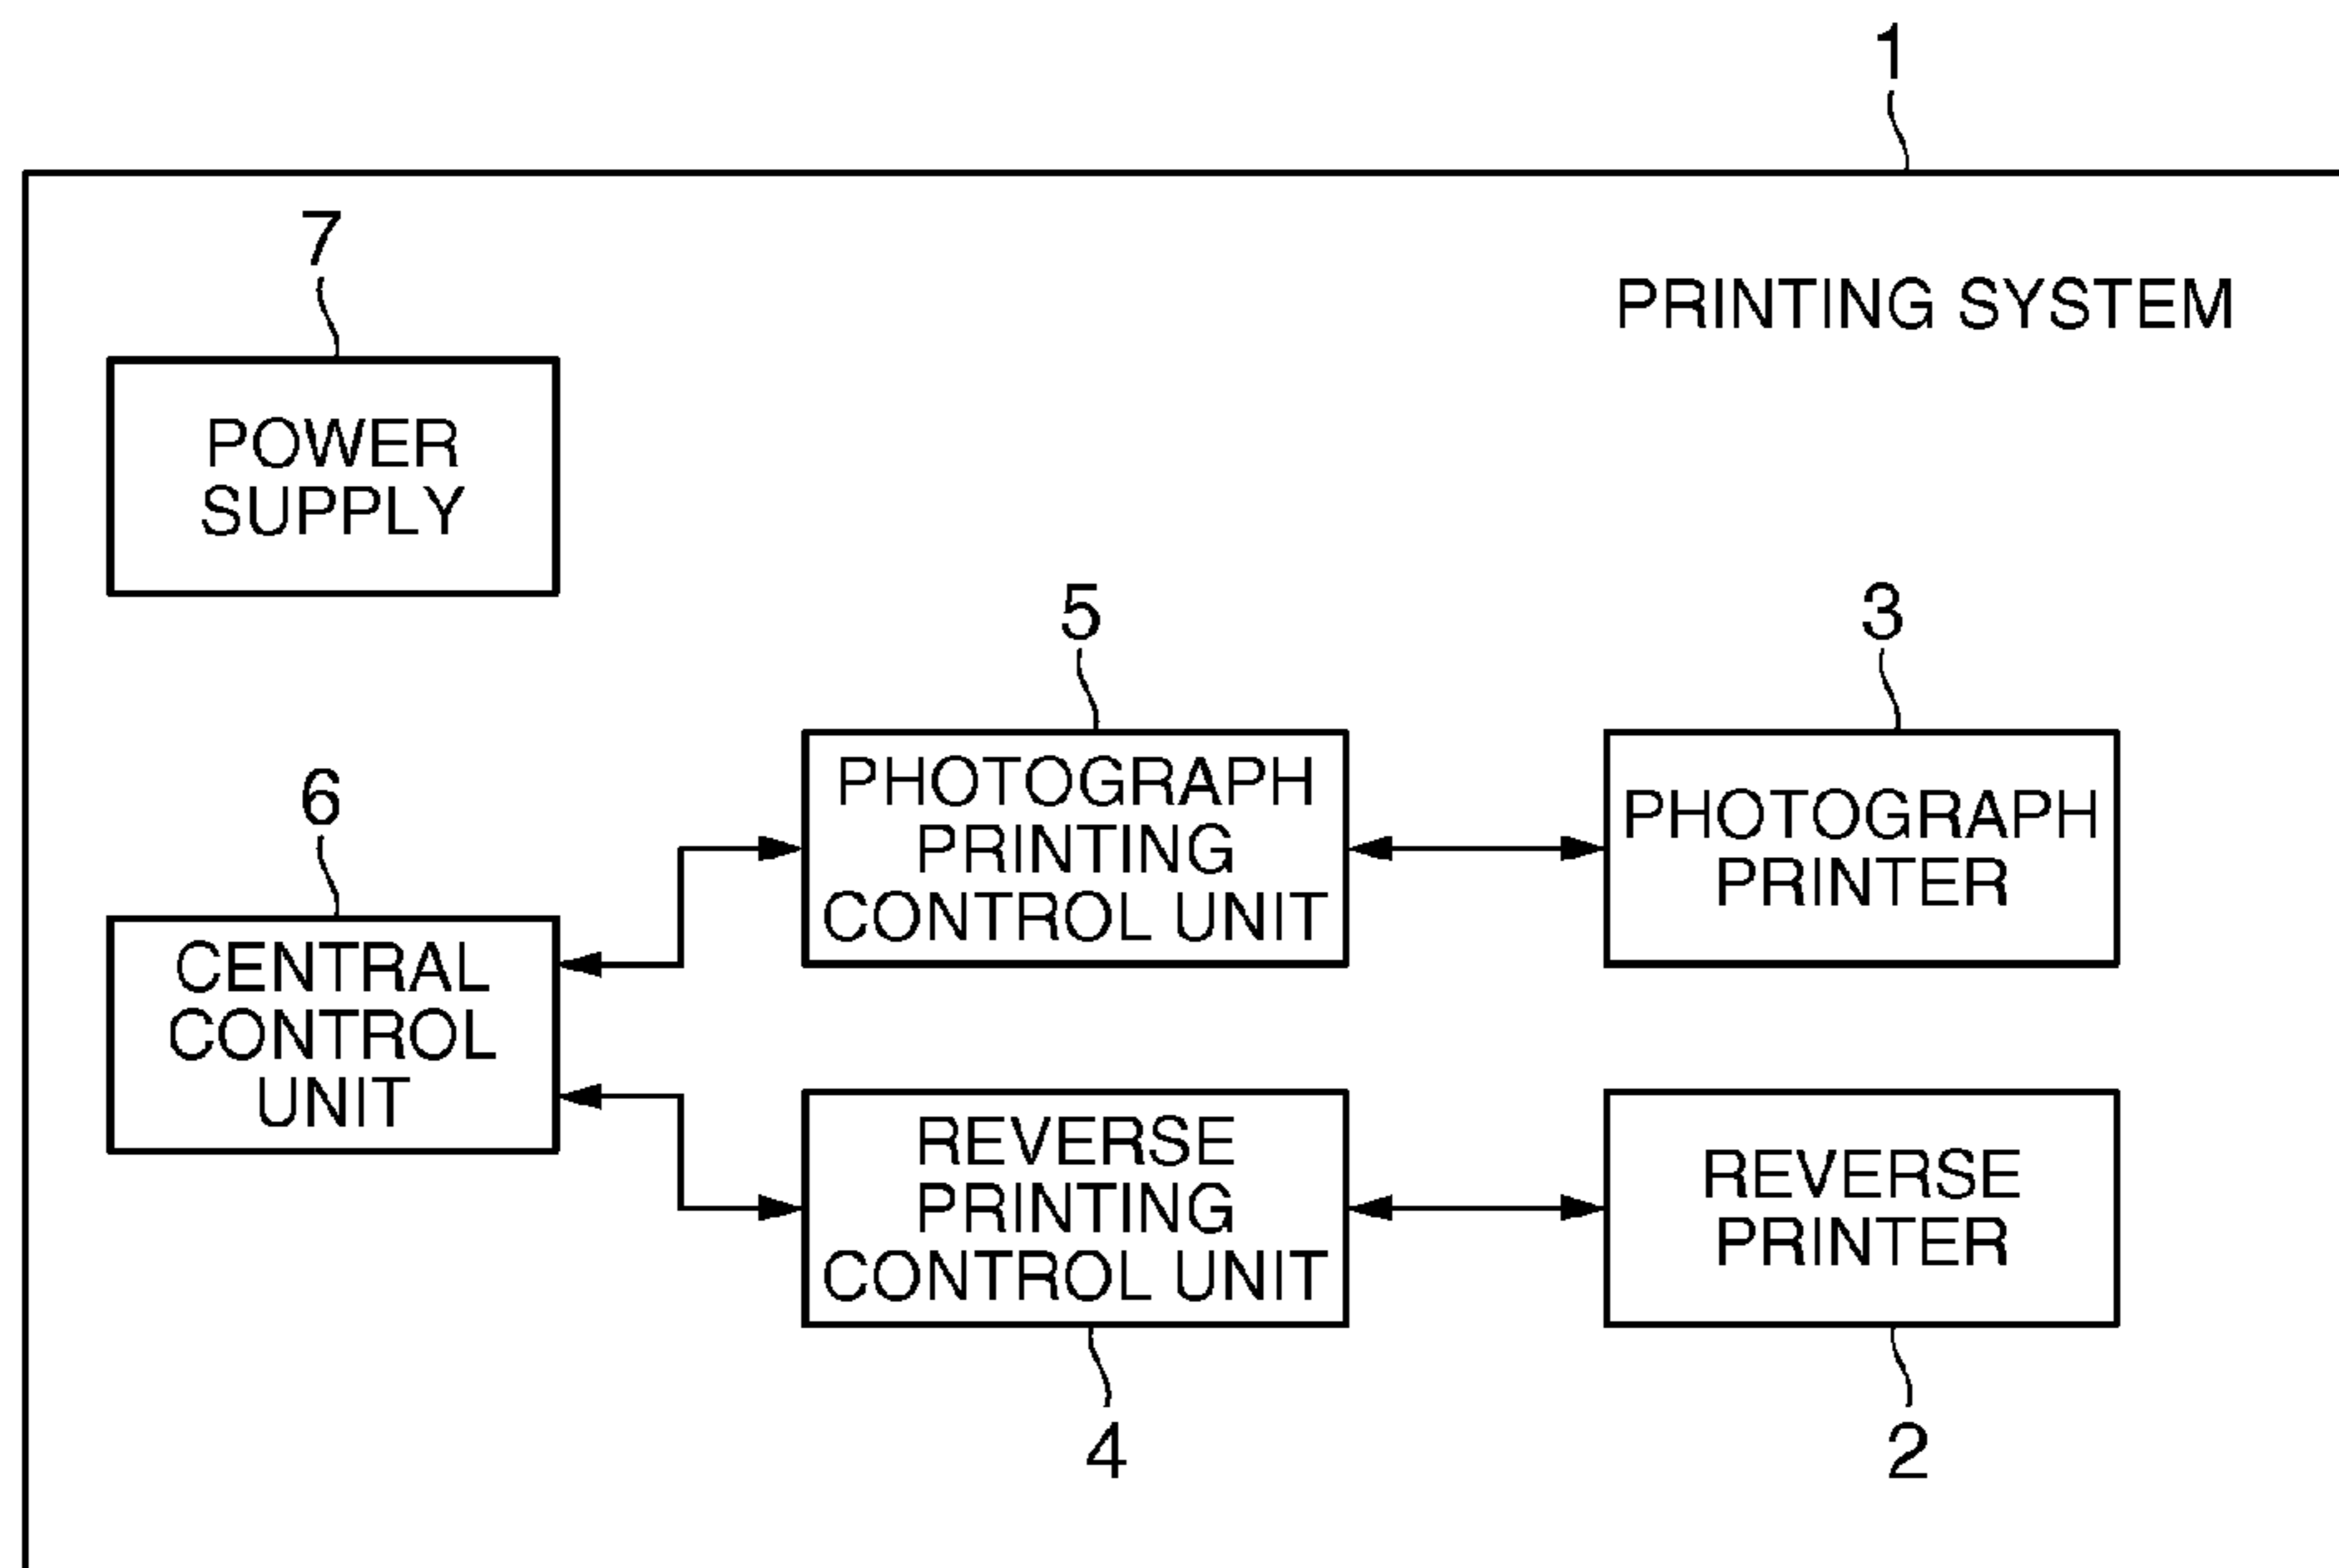 1
7
PRINTING SYSTEM
POWER
SUPPLY
5
3
PHOTOGRAPH
PRINTING
CONTROL UNIT
PHOTOGRAPH
PRINTER
6
CENTRAL
CONTROL
UNIT
REVERSE
PRINTING
CONTROL UNIT
REVERSE
PRINTER
4
2